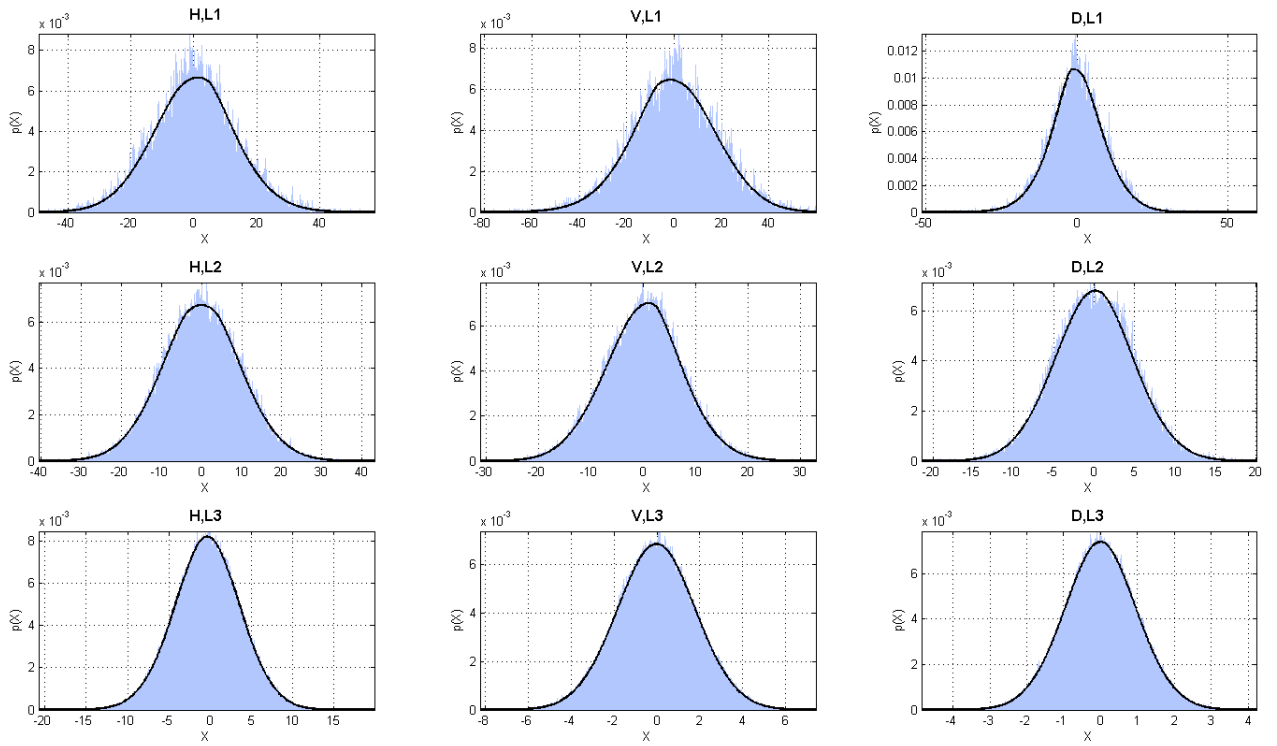 H,L1
x 10⁻³
8
6
4
2
0
p(X)
-40 -20 0 20 40
X
V,L1
x 10⁻³
8
6
4
2
0
p(X)
-80 -60 -40 -20 0 20 40
X
D,L1
0.012
0.01
0.008
0.006
0.004
0.002
0
p(X)
-50 0 50
X
H,L2
x 10⁻³
6
4
2
0
p(X)
-40 -30 -20 -10 0 10 20 30 40
X
V,L2
x 10⁻³
6
4
2
0
p(X)
-30 -20 -10 0 10 20 30
X
D,L2
x 10⁻³
6
4
2
0
p(X)
-20 -15 -10 -5 0 5 10 15 20
X
H,L3
x 10⁻³
8
6
4
2
0
p(X)
-20 -15 -10 -5 0 5 10 15
X
V,L3
x 10⁻³
6
4
2
0
p(X)
-8 -6 -4 -2 0 2 4 6
X
D,L3
x 10⁻³
6
4
2
0
p(X)
-4 -3 -2 -1 0 1 2 3 4
X